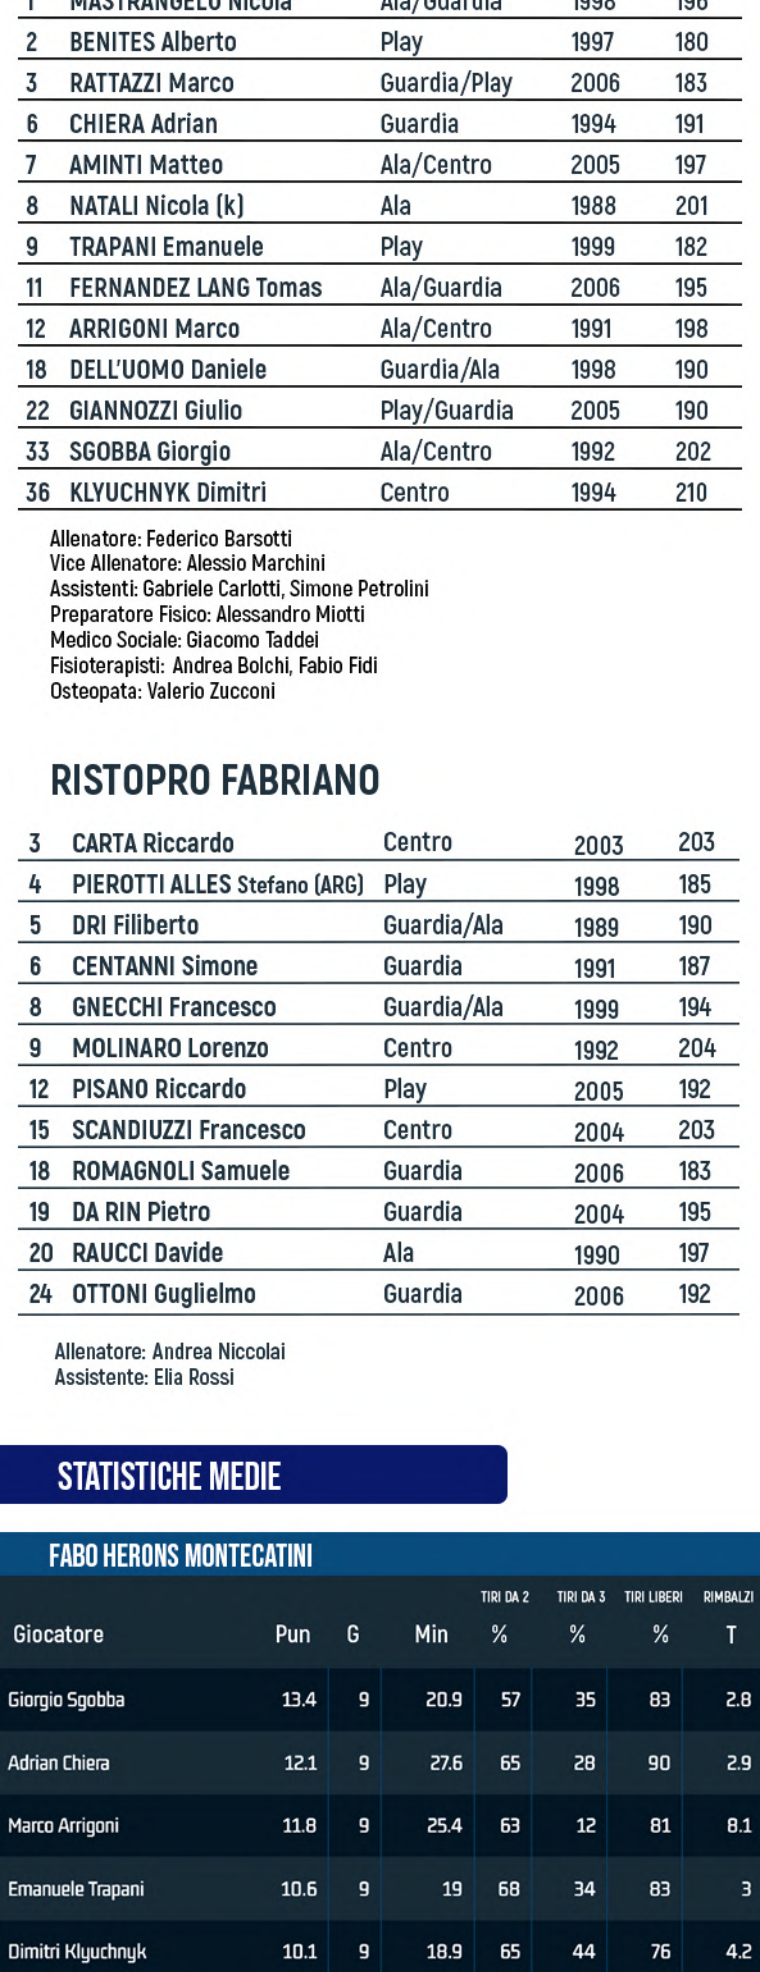 1 MASTRANGELO Nicola Ala/Guardia 1998 196
2 BENITES Alberto Play 1997 180
3 RATTAZZI Marco Guardia/Play 2006 183
6 CHIERA Adrian Guardia 1994 191
7 AMINTI Matteo Ala/Centro 2005 197
8 NATALI Nicola (k) Ala 1988 201
9 TRAPANI Emanuele Play 1999 182
11 FERNANDEZ LANG Tomas Ala/Guardia 2006 195
12 ARRIGONI Marco Ala/Centro 1991 198
18 DELL'UOMO Daniele Guardia/Ala 1998 190
22 GIANNOZZI Giulio Play/Guardia 2005 190
33 SGOBBA Giorgio Ala/Centro 1992 202
36 KLYUCHNYK Dimitri Centro 1994 210
Allenatore: Federico Barsotti
Vice Allenatore: Alessio Marchini
Assistenti: Gabriele Carlotti, Simone Petrolini
Preparatore Fisico: Alessandro Miotti
Medico Sociale: Giacomo Taddei
Fisioterapisti: Andrea Bolchi, Fabio Fidi
Osteopata: Valerio Zucconi
RISTOPRO FABRIANO
3 CARTA Riccardo Centro 2003 203
4 PIEROTTI ALLES Stefano (ARG) Play 1998 185
5 DRI Filiberto Guardia/Ala 1989 190
6 CENTANNI Simone Guardia 1991 187
8 GNECCHI Francesco Guardia/Ala 1999 194
9 MOLINARO Lorenzo Centro 1992 204
12 PISANO Riccardo Play 2005 192
15 SCANDIUZZI Francesco Centro 2004 203
18 ROMAGNOLI Samuele Guardia 2006 183
19 DA RIN Pietro Guardia 2004 195
20 RAUCCI Davide Ala 1990 197
24 OTTONI Guglielmo Guardia 2006 192
Allenatore: Andrea Niccolai
Assistente: Elia Rossi
STATISTICHE MEDIE
FABO HERONS MONTECATINI
TIRI DA 2 TIRI DA 3 TIRI LIBERI RIMBALZI
Giocatore Pun G Min % % % T
Giorgio Sgobba 13.4 9 20.9 57 35 83 2.8
Adrian Chiera 12.1 9 27.6 65 28 90 2.9
Marco Arrigoni 11.8 9 25.4 63 12 81 8.1
Emanuele Trapani 10.6 9 19 68 34 83 3
Dimitri Klyuchnyk 10.1 9 18.9 65 44 76 4.2